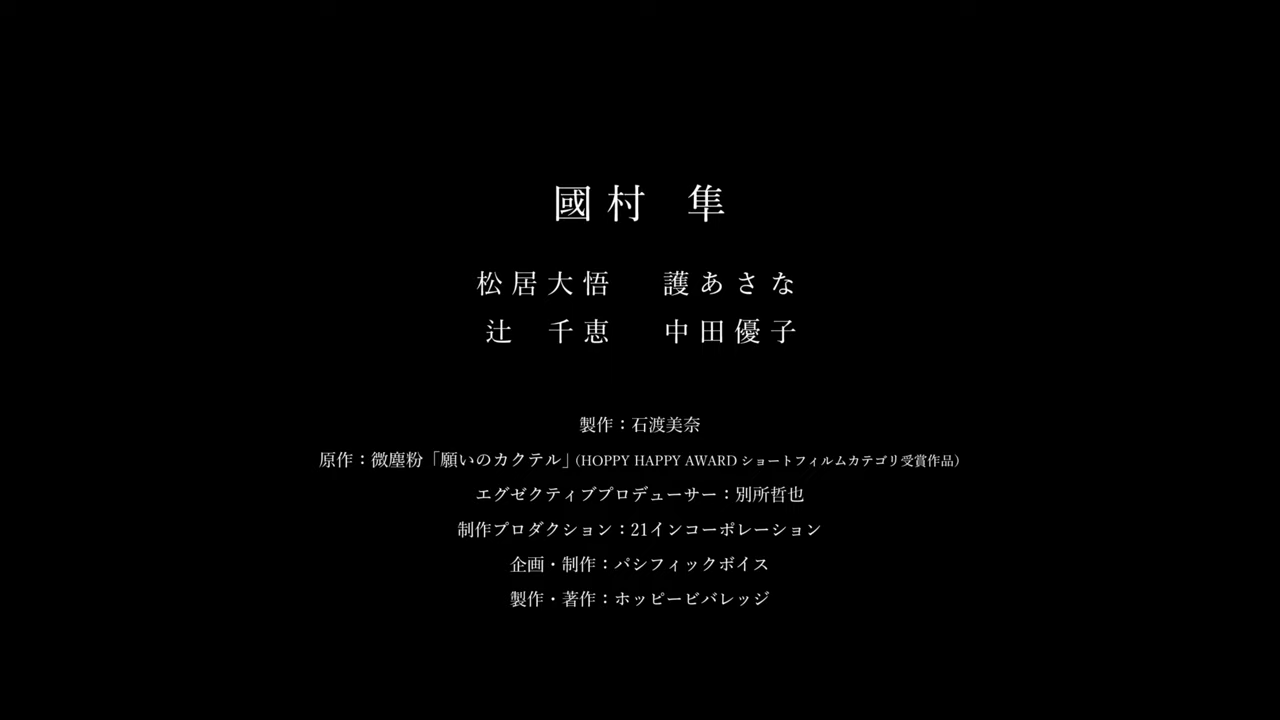 國村 隼
松居大悟 護あさな
辻 千恵 中田優子
製作：石渡美奈
原作：微塵粉「願いのカクテル」（HOPPY HAPPY AWARD ショートフィルムカテゴリ受賞作品）
エグゼクティブプロデューサー：別所哲也
制作プロダクション：21インコーポレーション
企画・制作：パシフィックボイス
製作・著作：ホッピービバレッジ